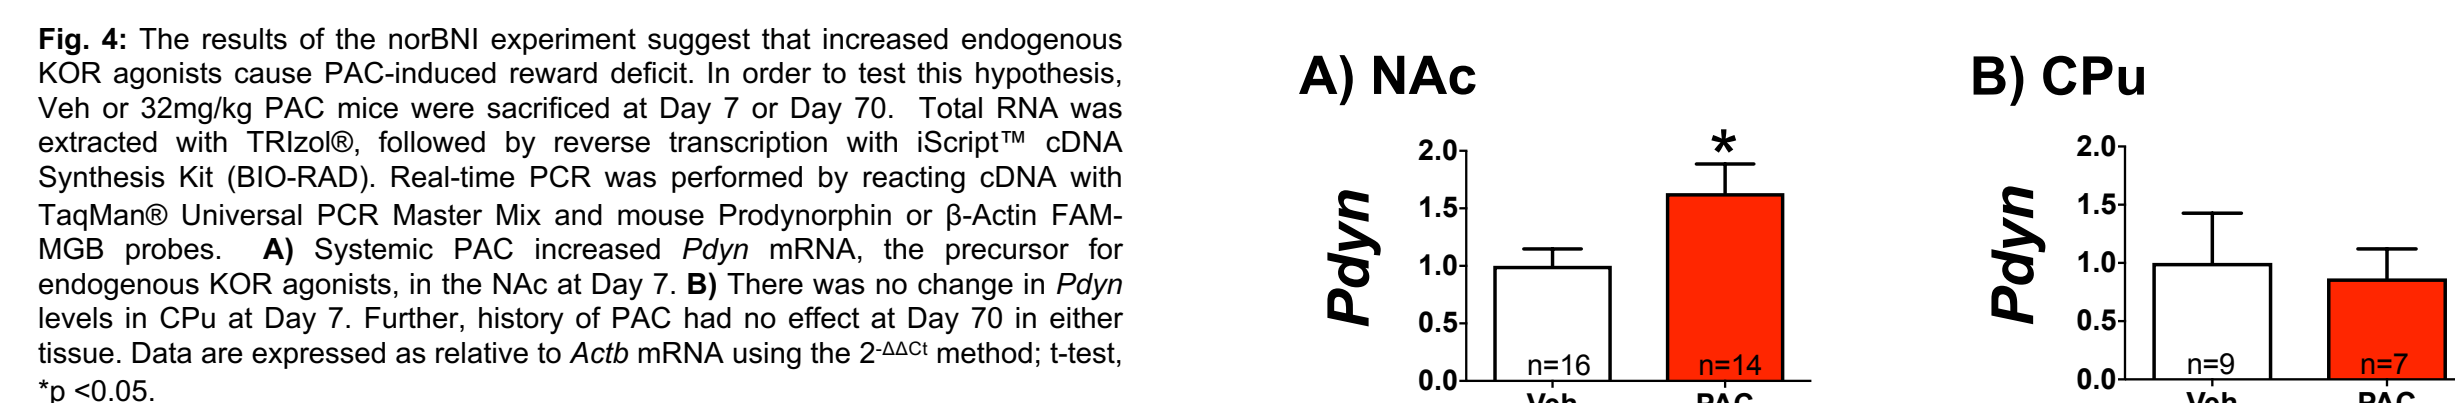 Fig. 4: The results of the norBNI experiment suggest that increased endogenous
KOR agonists cause PAC-induced reward deficit. In order to test this hypothesis,
Veh or 32mg/kg PAC mice were sacrificed at Day 7 or Day 70. Total RNA was
extracted with TRIzol®, followed by reverse transcription with iScript™ cDNA
Synthesis Kit (BIO-RAD). Real-time PCR was performed by reacting cDNA with
TaqMan® Universal PCR Master Mix and mouse Prodynorphin or β-Actin FAM-
MGB probes. A) Systemic PAC increased Pdyn mRNA, the precursor for
endogenous KOR agonists, in the NAc at Day 7. B) There was no change in Pdyn
levels in CPu at Day 7. Further, history of PAC had no effect at Day 70 in either
tissue. Data are expressed as relative to Actb mRNA using the 2-ΔΔCt method; t-test,
*p <0.05.
A) NAc
*
Pdyn
2.0
1.5
1.0
0.5
0.0
n=16
n=14
Veh
PAC
B) CPu
Pdyn
2.0
1.5
1.0
0.5
0.0
n=9
n=7
Veh
PAC